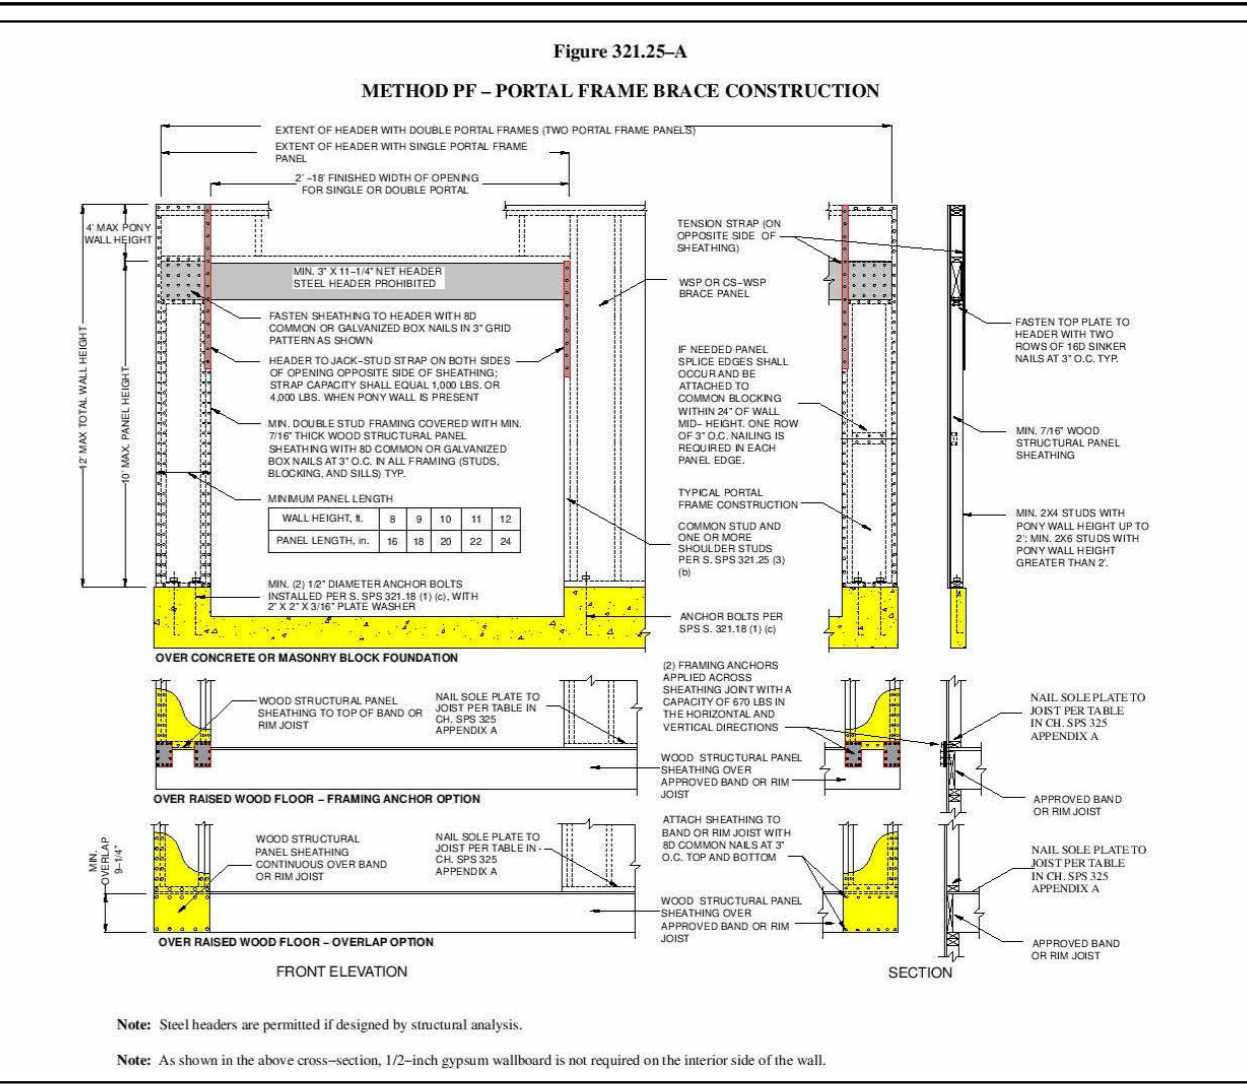 Figure 321.25–A
METHOD PF – PORTAL FRAME BRACE CONSTRUCTION
EXTENT OF HEADER WITH DOUBLE PORTAL FRAMES (TWO PORTAL FRAME PANELS)
EXTENT OF HEADER WITH SINGLE PORTAL FRAME
PANEL
2' –18' FINISHED WIDTH OF OPENING
FOR SINGLE OR DOUBLE PORTAL
4' MAX PONY
WALL HEIGHT
12' MAX TOTAL WALL HEIGHT
10' MAX. PANEL HEIGHT
MIN. 3" X 11–1/4" NET HEADER
STEEL HEADER PROHIBITED
FASTEN SHEATHING TO HEADER WITH 8D
COMMON OR GALVANIZED BOX NAILS IN 3" GRID
PATTERN AS SHOWN
HEADER TO JACK–STUD STRAP ON BOTH SIDES
OF OPENING OPPOSITE SIDE OF SHEATHING;
STRAP CAPACITY SHALL EQUAL 1,000 LBS. OR
4,000 LBS. WHEN PONY WALL IS PRESENT
MIN. DOUBLE STUD FRAMING COVERED WITH MIN.
7/16" THICK WOOD STRUCTURAL PANEL
SHEATHING WITH 8D COMMON OR GALVANIZED
BOX NAILS AT 3" O.C. IN ALL FRAMING (STUDS,
BLOCKING, AND SILLS) TYP.
MINIMUM PANEL LENGTH
WALL HEIGHT, ft. 8 9 10 11 12
PANEL LENGTH, in. 16 18 20 22 24
MIN. (2) 1/2" DIAMETER ANCHOR BOLTS
INSTALLED PER S. SPS 321.18 (1) (c), WITH
2" X 2" X 3/16" PLATE WASHER
TENSION STRAP (ON
OPPOSITE SIDE OF
SHEATHING)
WSP OR CS–WSP
BRACE PANEL
IF NEEDED PANEL
SPLICE EDGES SHALL
OCCUR AND BE
ATTACHED TO
COMMON BLOCKING
WITHIN 24" OF WALL
MID– HEIGHT. ONE ROW
OF 3" O.C. NAILING IS
REQUIRED IN EACH
PANEL EDGE.
TYPICAL PORTAL
FRAME CONSTRUCTION
COMMON STUD AND
ONE OR MORE
SHOULDER STUDS
PER S. SPS 321.25 (3)
(b)
ANCHOR BOLTS PER
SPS S. 321.18 (1) (c)
FASTEN TOP PLATE TO
HEADER WITH TWO
ROWS OF 16D SINKER
NAILS AT 3" O.C. TYP.
MIN. 7/16" WOOD
STRUCTURAL PANEL
SHEATHING
MIN. 2X4 STUDS WITH
PONY WALL HEIGHT UP TO
2'; MIN. 2X6 STUDS WITH
PONY WALL HEIGHT
GREATER THAN 2'.
OVER CONCRETE OR MASONRY BLOCK FOUNDATION
WOOD STRUCTURAL PANEL
SHEATHING TO TOP OF BAND OR
RIM JOIST
NAIL SOLE PLATE TO
JOIST PER TABLE IN
CH. SPS 325
APPENDIX A
(2) FRAMING ANCHORS
APPLIED ACROSS
SHEATHING JOINT WITH A
CAPACITY OF 670 LBS IN
THE HORIZONTAL AND
VERTICAL DIRECTIONS
WOOD STRUCTURAL PANEL
SHEATHING OVER
APPROVED BAND OR RIM
JOIST
NAIL SOLE PLATE TO
JOIST PER TABLE
IN CH. SPS 325
APPENDIX A
APPROVED BAND
OR RIM JOIST
OVER RAISED WOOD FLOOR – FRAMING ANCHOR OPTION
MIN.
OVERLAP
9–1/4"
WOOD STRUCTURAL
PANEL SHEATHING
CONTINUOUS OVER BAND
OR RIM JOIST
NAIL SOLE PLATE TO
JOIST PER TABLE IN
CH. SPS 325
APPENDIX A
ATTACH SHEATHING TO
BAND OR RIM JOIST WITH
8D COMMON NAILS AT 3"
O.C. TOP AND BOTTOM
WOOD STRUCTURAL PANEL
SHEATHING OVER
APPROVED BAND OR RIM
JOIST
NAIL SOLE PLATE TO
JOIST PER TABLE
IN CH. SPS 325
APPENDIX A
APPROVED BAND
OR RIM JOIST
OVER RAISED WOOD FLOOR – OVERLAP OPTION
FRONT ELEVATION
SECTION
Note: Steel headers are permitted if designed by structural analysis.
Note: As shown in the above cross–section, 1/2–inch gypsum wallboard is not required on the interior side of the wall.